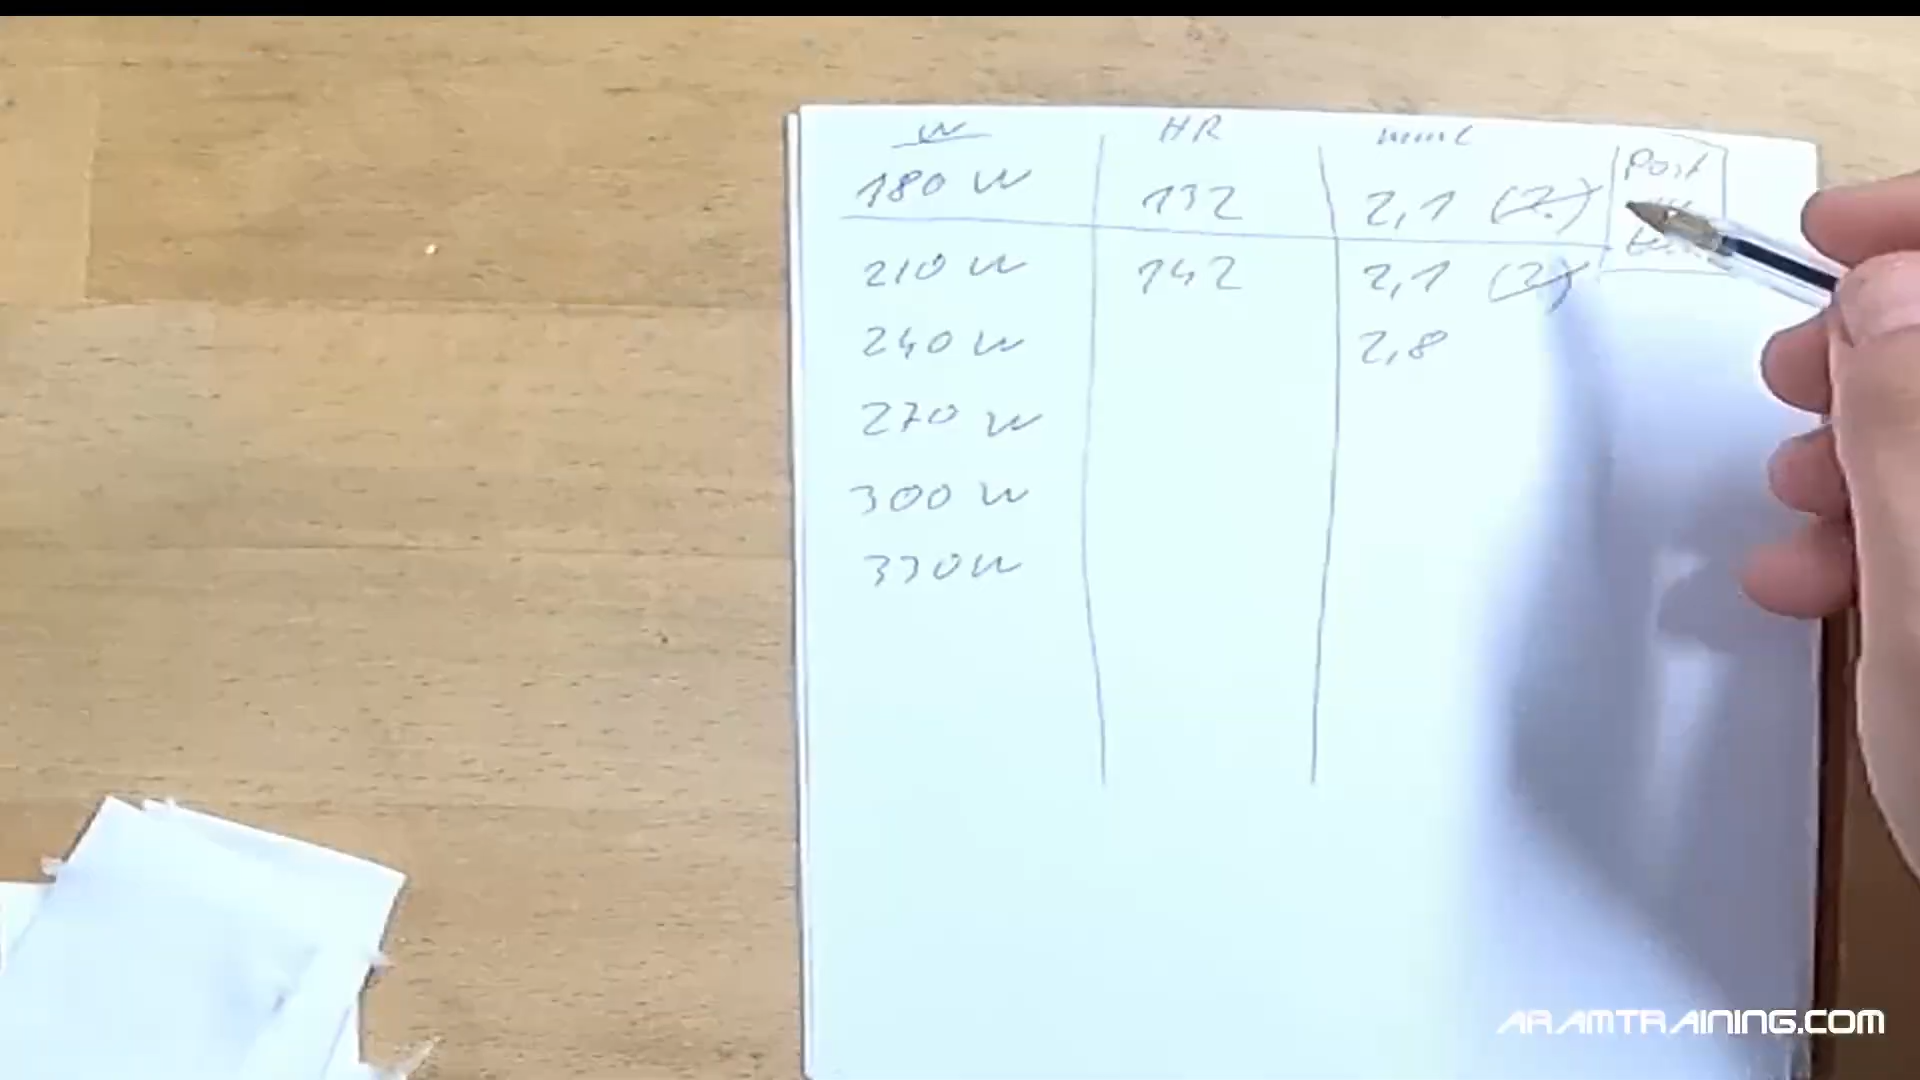 W HR mmol
180 W 132 2,1 (?)
210 W 142 2,1 (?)
240 W 2,8
270 W
300 W
330 W
Post
ARAMTRAINING.COM